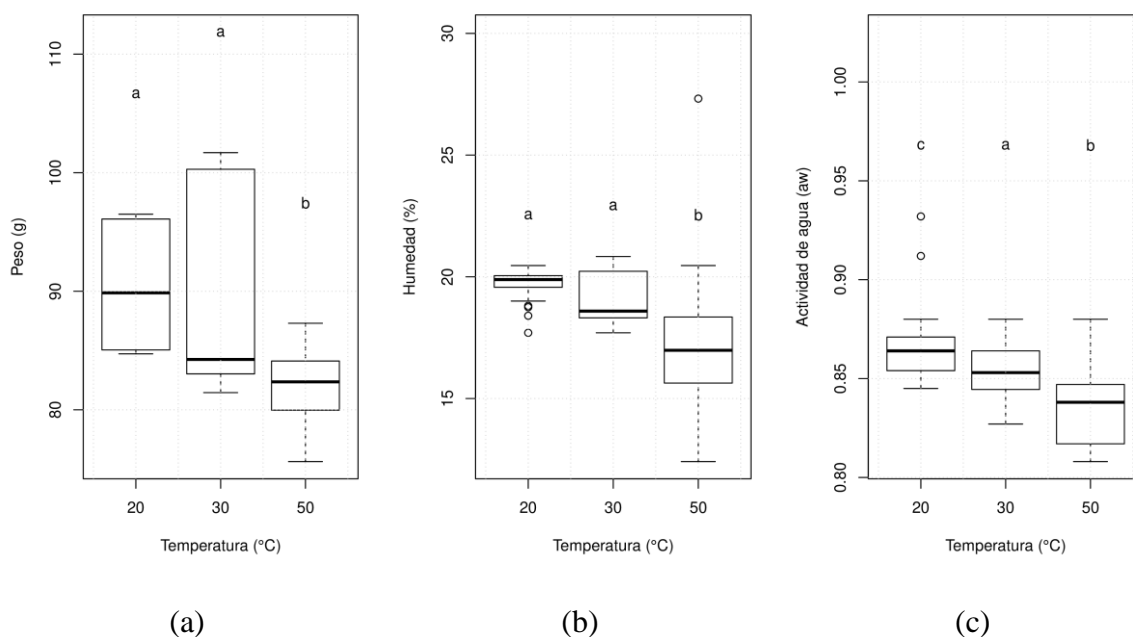 Peso (g)
110
100
90
80
a
a
b
20
30
50
Temperatura (°C)
(a)
Humedad (%)
30
25
20
15
a
a
b
20
30
50
Temperatura (°C)
(b)
Actividad de agua (aw)
1.00
0.95
0.90
0.85
0.80
c
a
b
20
30
50
Temperatura (°C)
(c)